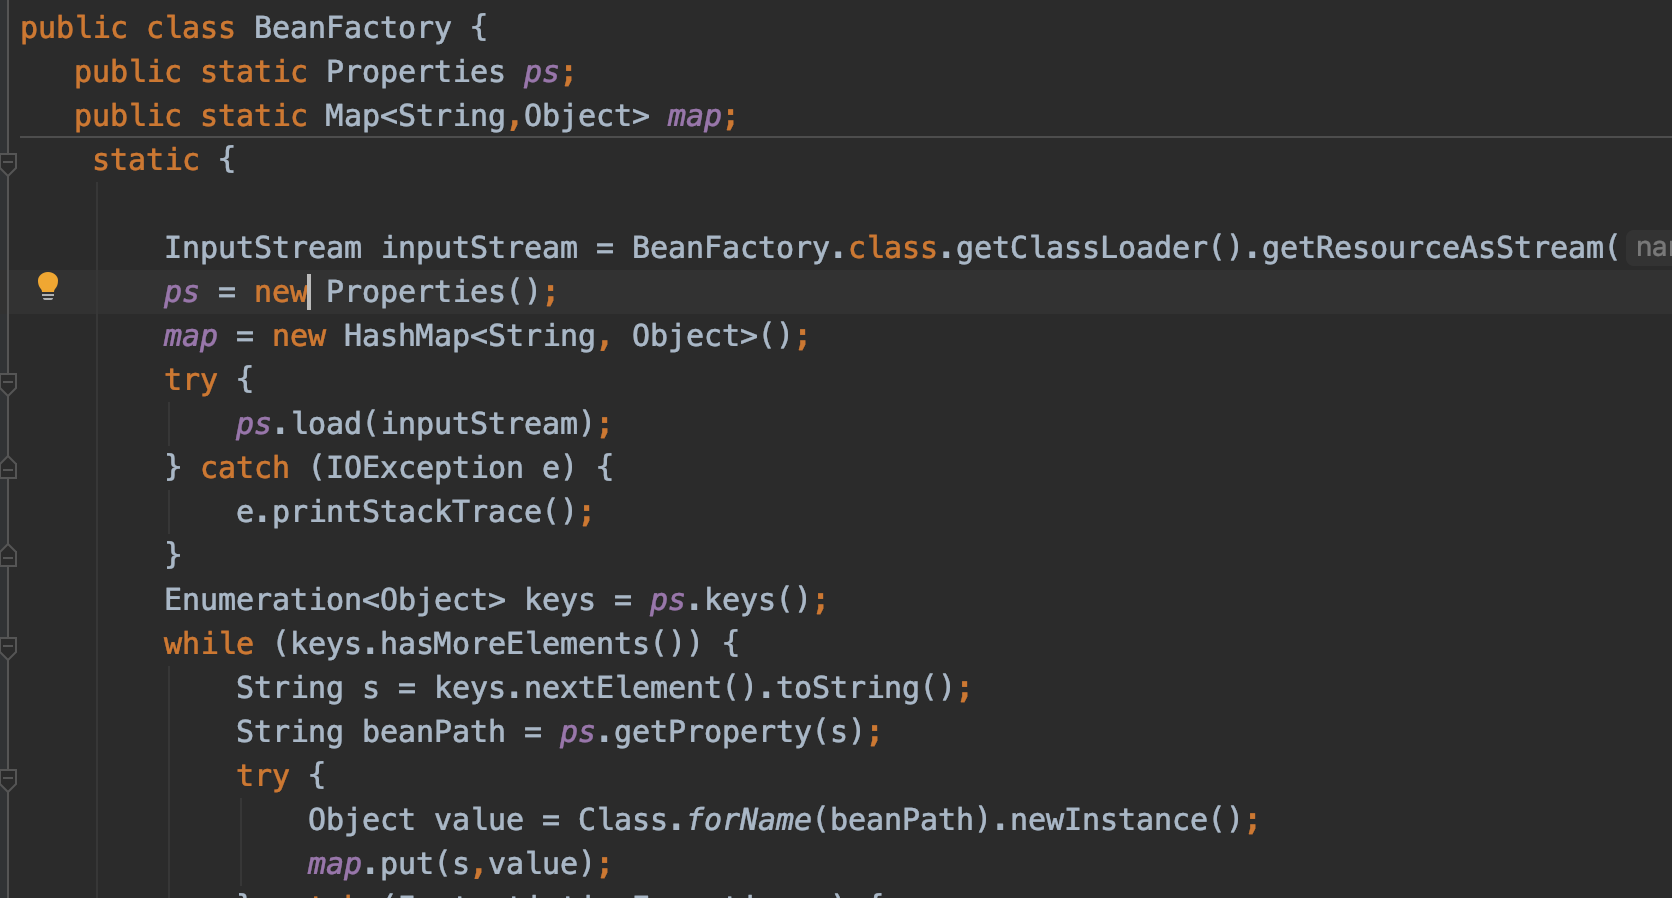 public class BeanFactory {
public static Properties ps;
public static Map<String,Object> map;
static {
InputStream inputStream = BeanFactory.class.getClassLoader().getResourceAsStream(
ps = new Properties();
map = new HashMap<String, Object>();
try {
ps.load(inputStream);
} catch (IOException e) {
e.printStackTrace();
}
Enumeration<Object> keys = ps.keys();
while (keys.hasMoreElements()) {
String s = keys.nextElement().toString();
String beanPath = ps.getProperty(s);
try {
Object value = Class.forName(beanPath).newInstance();
map.put(s,value);